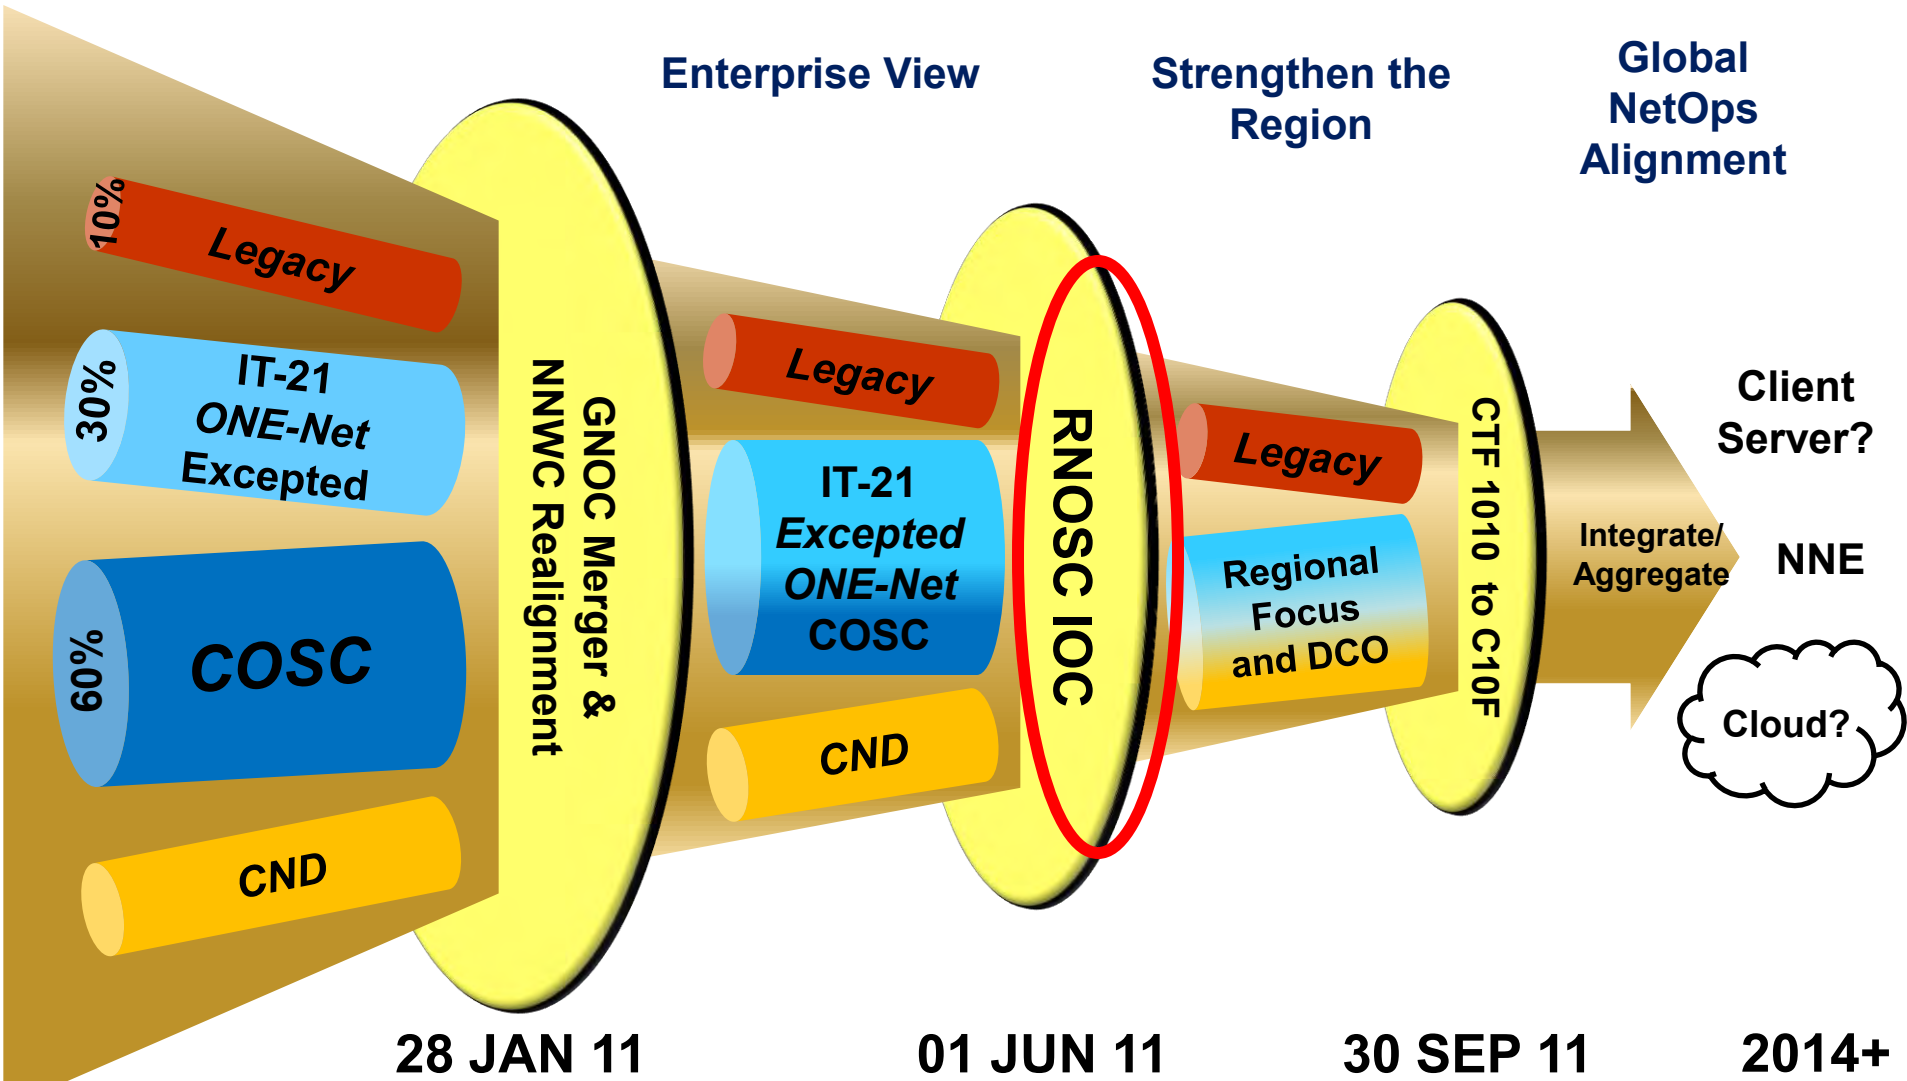 Enterprise View
Strengthen the
Region
Global
NetOps
Alignment
10%
Legacy
30%
IT-21
ONE-Net
Excepted
60%
COSC
CND
GNOC Merger &
NNWC Realignment
Legacy
IT-21
Excepted
ONE-Net
COSC
CND
RNOSC IOC
Legacy
Regional
Focus
and DCO
CTF 1010 to C10F
Integrate/
Aggregate
Client
Server?
NNE
Cloud?
28 JAN 11
01 JUN 11
30 SEP 11
2014+